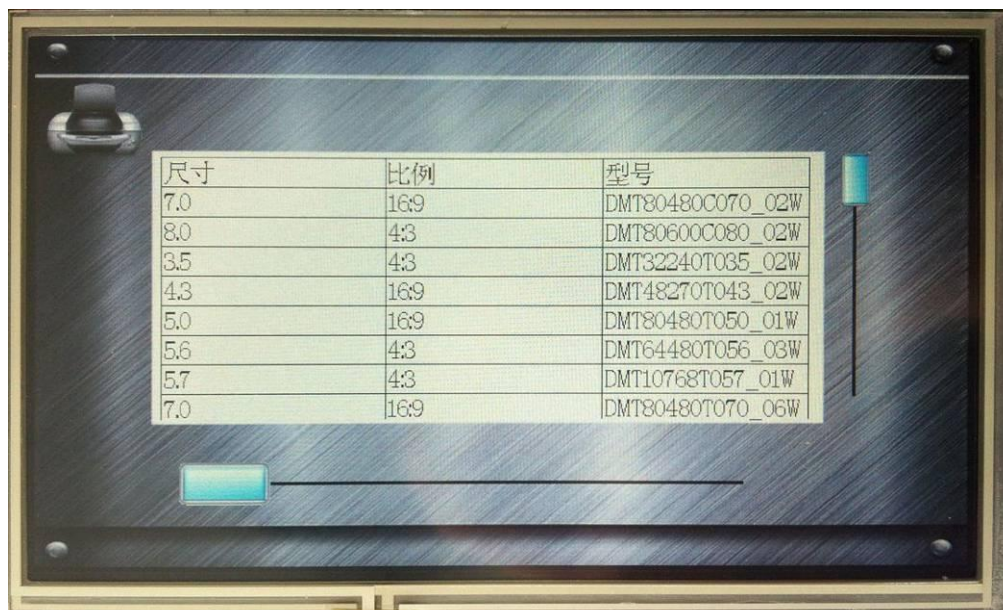 尺寸 比例 型号
7.0 16:9 DMT80480C070_02W
8.0 4:3 DMT80600C080_02W
3.5 4:3 DMT32240T035_02W
4.3 16:9 DMT48270T043_02W
5.0 16:9 DMT80480T050_01W
5.6 4:3 DMT64480T056_03W
5.7 4:3 DMT10768T057_01W
7.0 16:9 DMT80480T070_06W